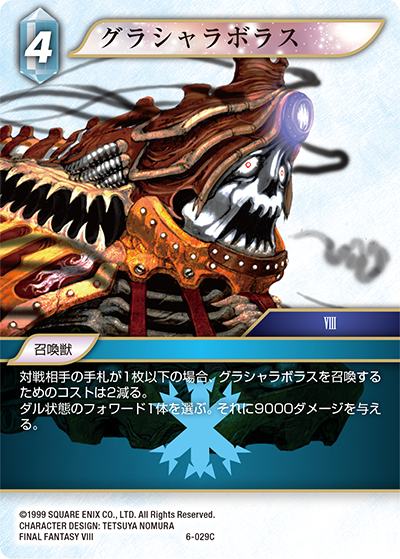 4
グラシャラボラス
VIII
召喚獣
対戦相手の手札が1枚以下の場合、グラシャラボラスを召喚する
ためのコストは2減る。
ダル状態のフォワード1体を選ぶ。それに9000ダメージを与え
る。
©1999 SQUARE ENIX CO., LTD. All Rights Reserved.
CHARACTER DESIGN: TETSUYA NOMURA
FINAL FANTASY VIII 6-029C